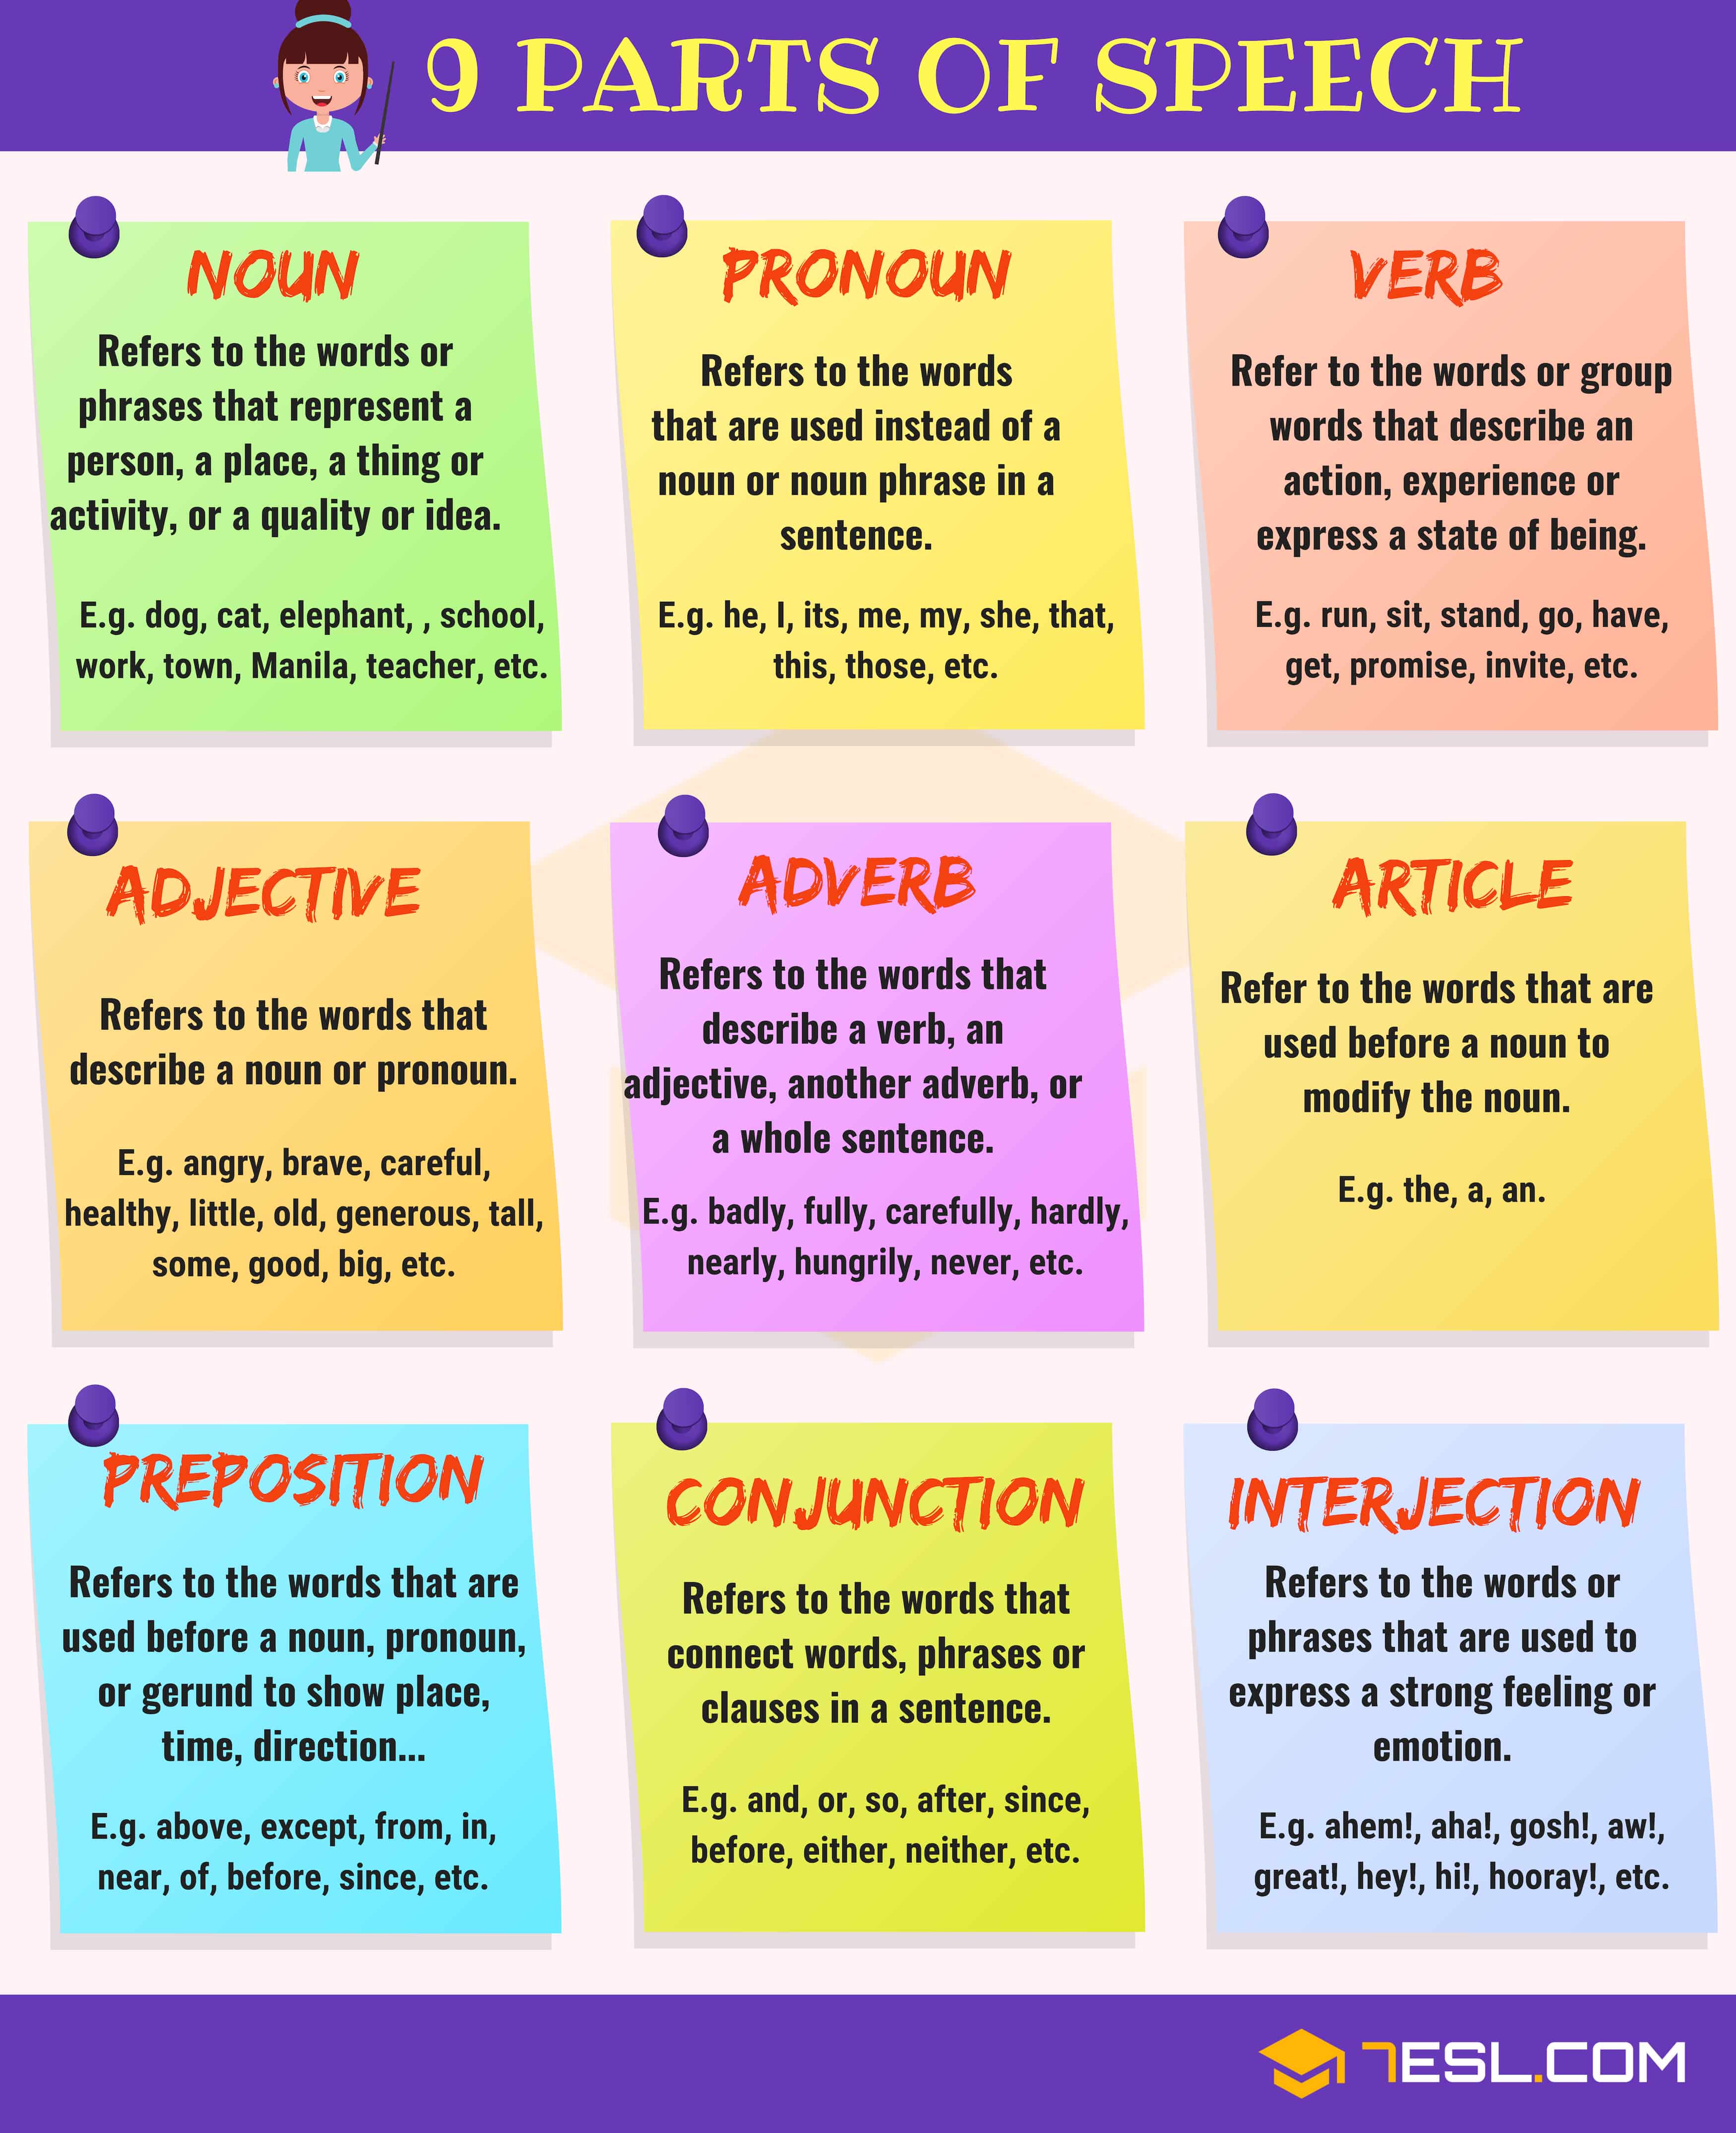 9 PARTS OF SPEECH
NOUN
Refers to the words or
phrases that represent a
person, a place, a thing or
activity, or a quality or idea.
E.g. dog, cat, elephant, , school,
work, town, Manila, teacher, etc.
PRONOUN
Refers to the words
that are used instead of a
noun or noun phrase in a
sentence.
E.g. he, I, its, me, my, she, that,
this, those, etc.
VERB
Refer to the words or group
words that describe an
action, experience or
express a state of being.
E.g. run, sit, stand, go, have,
get, promise, invite, etc.
ADJECTIVE
Refers to the words that
describe a noun or pronoun.
E.g. angry, brave, careful,
healthy, little, old, generous, tall,
some, good, big, etc.
ADVERB
Refers to the words that
describe a verb, an
adjective, another adverb, or
a whole sentence.
E.g. badly, fully, carefully, hardly,
nearly, hungrily, never, etc.
ARTICLE
Refer to the words that are
used before a noun to
modify the noun.
E.g. the, a, an.
PREPOSITION
Refers to the words that are
used before a noun, pronoun,
or gerund to show place,
time, direction...
E.g. above, except, from, in,
near, of, before, since, etc.
CONJUNCTION
Refers to the words that
connect words, phrases or
clauses in a sentence.
E.g. and, or, so, after, since,
before, either, neither, etc.
INTERJECTION
Refers to the words or
phrases that are used to
express a strong feeling or
emotion.
E.g. ahem!, aha!, gosh!, aw!,
great!, hey!, hi!, hooray!, etc.
7ESL.COM